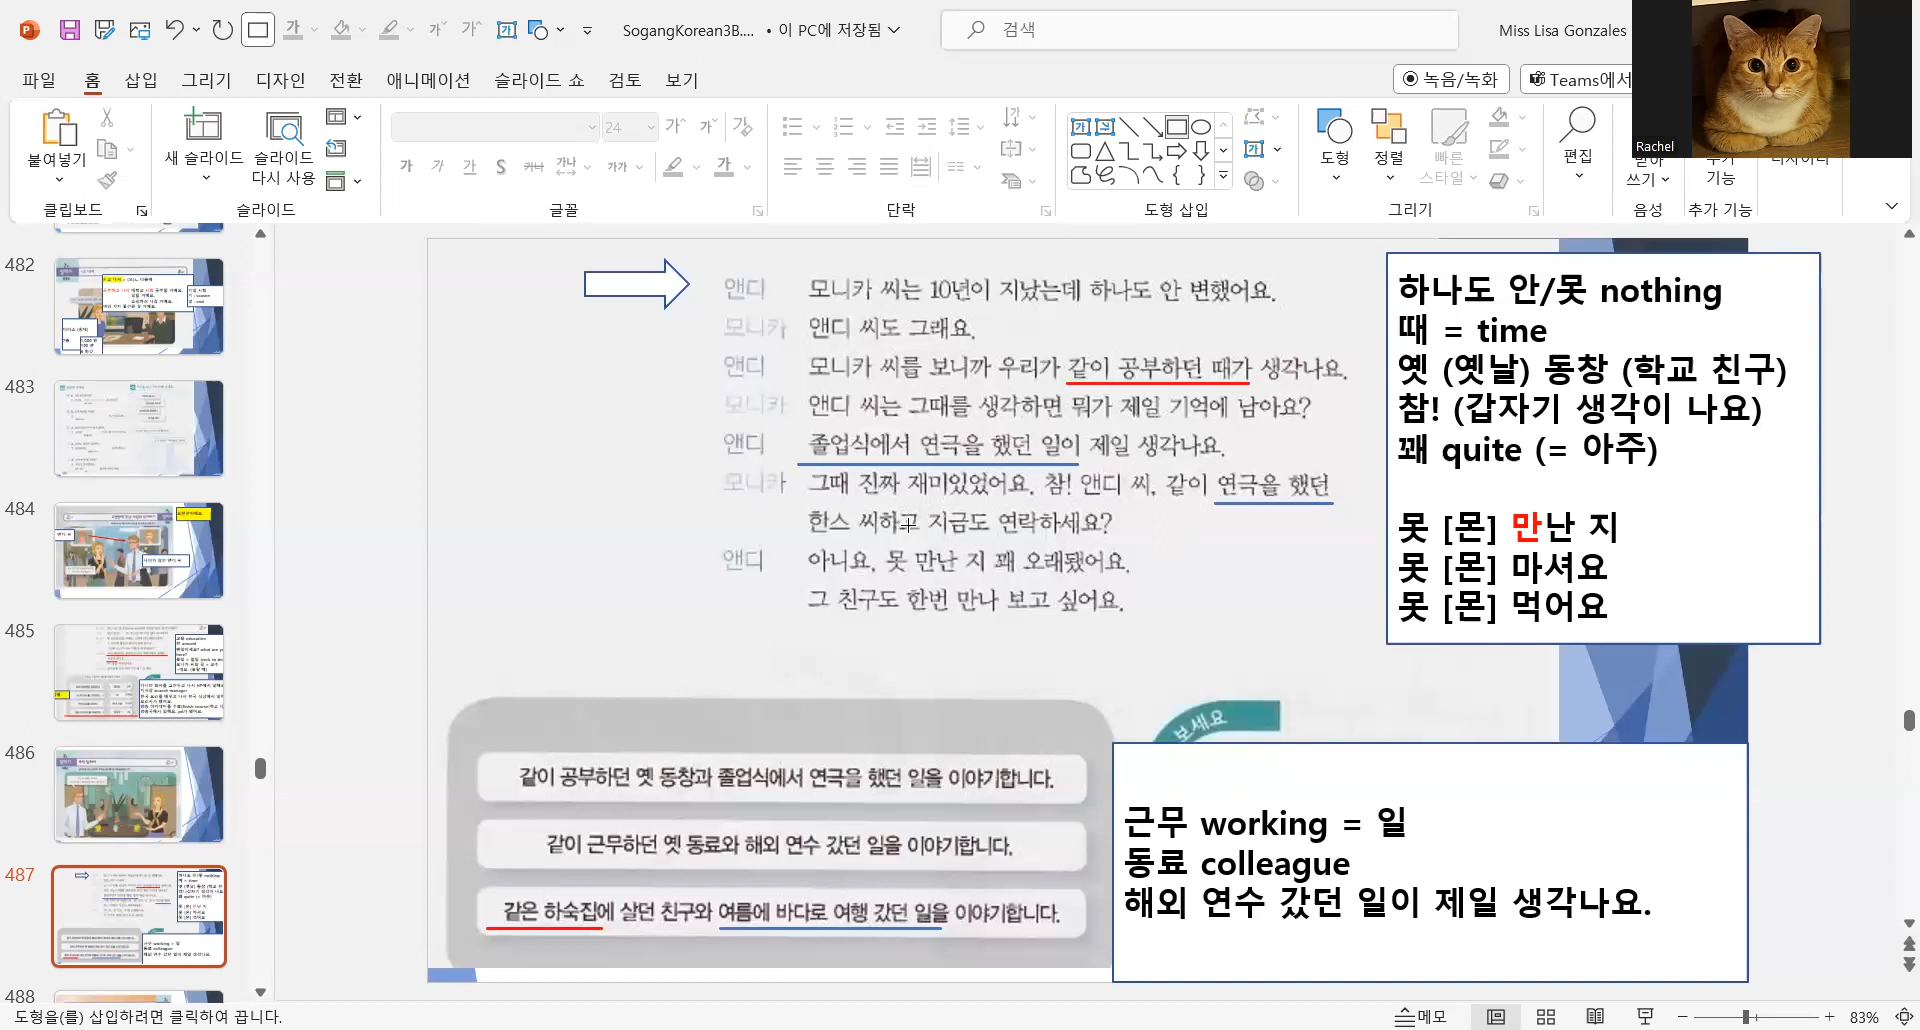 SogangKorean3B.... • 이 PC에 저장됨
검색
Miss Lisa Gonzales
파일 홈 삽입 그리기 디자인 전환 애니메이션 슬라이드 쇼 검토 보기
녹음/녹화
Teams에서
Rachel
붙여넣기
새 슬라이드
슬라이드
다시 사용
24
도형
정렬
빠른
스타일
편집
쓰기
기능
클립보드
슬라이드
글꼴
단락
도형 삽입
그리기
음성
추가 기능
482
483
484
485
486
487
488
앤디 모니카 씨는 10년이 지났는데 하나도 안 변했어요.
모니카 앤디 씨도 그래요.
앤디 모니카 씨를 보니까 우리가 같이 공부하던 때가 생각나요.
모니카 앤디 씨는 그때를 생각하면 뭐가 제일 기억에 남아요?
앤디 졸업식에서 연극을 했던 일이 제일 생각나요.
모니카 그때 진짜 재미있었어요. 참! 앤디 씨, 같이 연극을 했던
한스 씨하고 지금도 연락하세요?
앤디 아니요, 못 만난 지 꽤 오래됐어요.
그 친구도 한번 만나 보고 싶어요.
하나도 안/못 nothing
때 = time
옛 (옛날) 동창 (학교 친구)
참! (갑자기 생각이 나요)
꽤 quite (= 아주)
못 [몬] 만난 지
못 [몬] 마셔요
못 [몬] 먹어요
보세요
같이 공부하던 옛 동창과 졸업식에서 연극을 했던 일을 이야기합니다.
같이 근무하던 옛 동료와 해외 연수 갔던 일을 이야기합니다.
같은 하숙집에 살던 친구와 여름에 바다로 여행 갔던 일을 이야기합니다.
근무 working = 일
동료 colleague
해외 연수 갔던 일이 제일 생각나요.
도형을(를) 삽입하려면 클릭하여 끕니다.
메모
83%